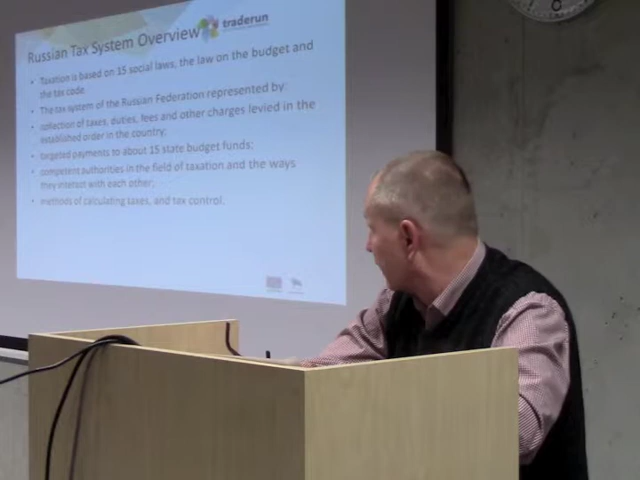 traderun
Russian Tax System Overview
• Taxation is based on 15 social laws, the law on the budget and
the tax code.
• The tax system of the Russian Federation represented by:
• collection of taxes, duties, fees and other charges levied in the
established order in the country;
• targeted payments to about 15 state budget funds;
• competent authorities in the field of taxation and the ways
they interact with each other;
• methods of calculating taxes, and tax control.